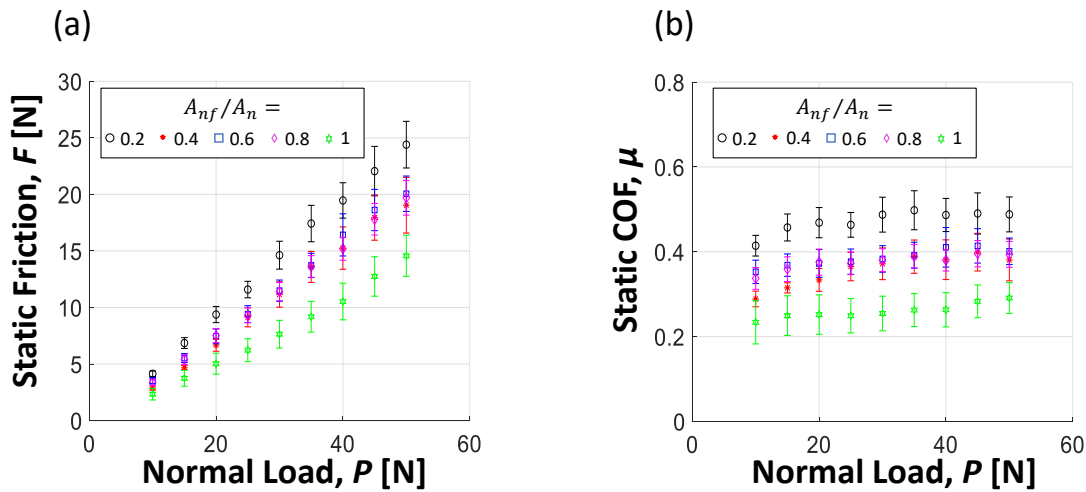 (a)
Static Friction, F [N]
30
25
20
15
10
5
0
A_nf/A_n =
0.2 0.4 0.6 0.8 1
0 20 40 60
Normal Load, P [N]
(b)
Static COF, μ
0.8
0.6
0.4
0.2
0
A_nf/A_n =
0.2 0.4 0.6 0.8 1
0 20 40 60
Normal Load, P [N]